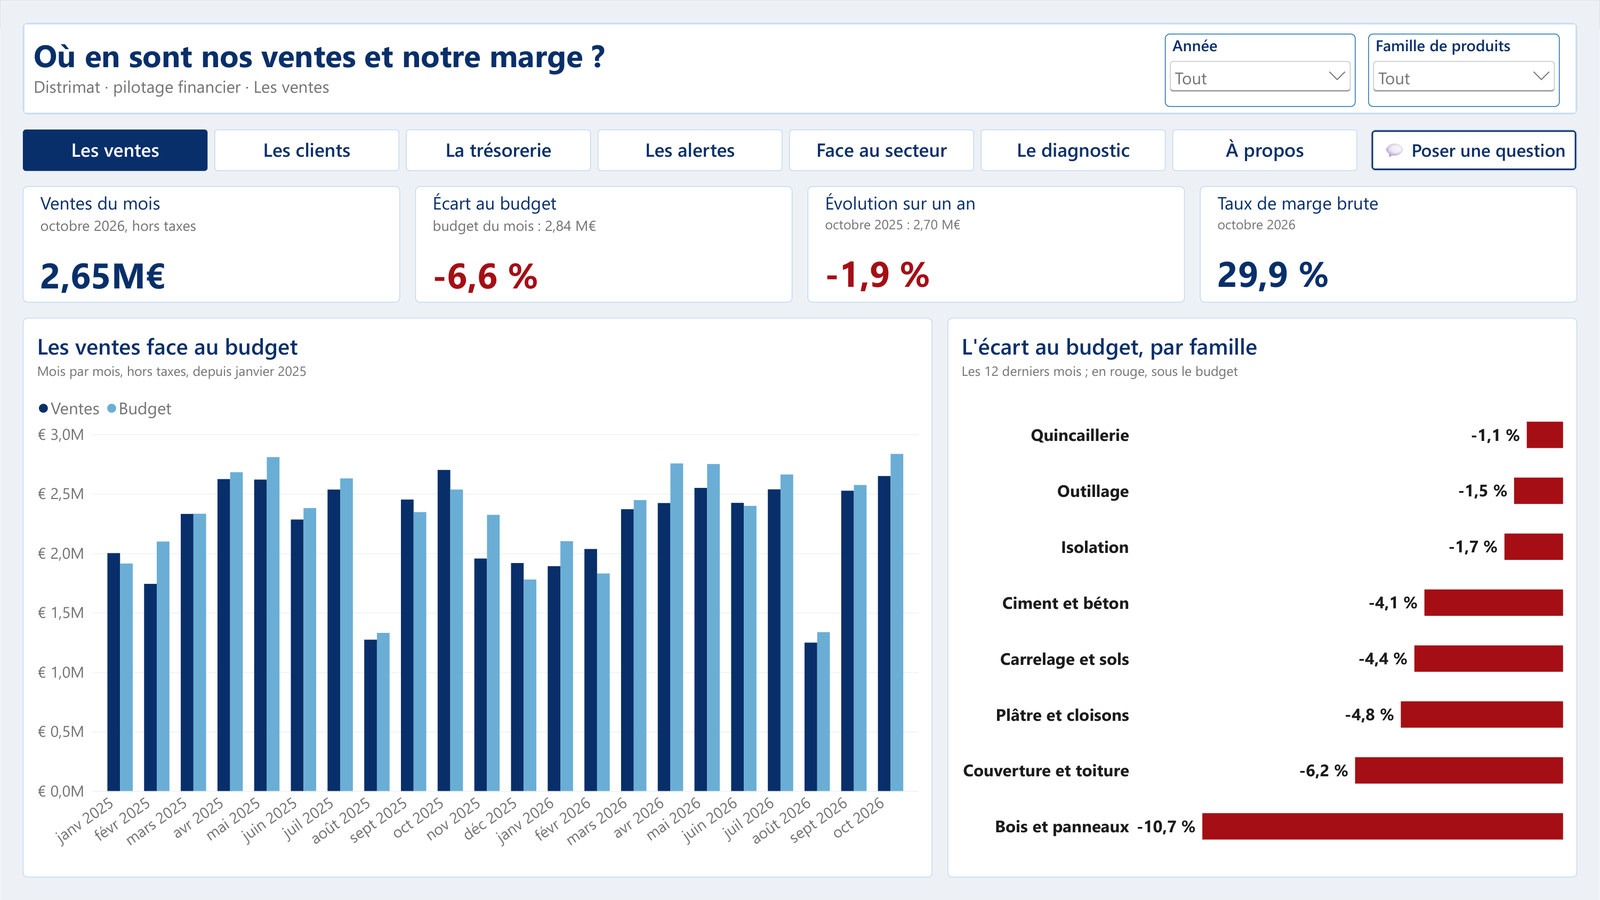 Où en sont nos ventes et notre marge ?
Distrimat · pilotage financier · Les ventes
Année
Tout
Famille de produits
Tout
Les ventes
Les clients
La trésorerie
Les alertes
Face au secteur
Le diagnostic
À propos
Poser une question
Ventes du mois
octobre 2026, hors taxes
2,65M€
Écart au budget
budget du mois : 2,84 M€
-6,6 %
Évolution sur un an
octobre 2025 : 2,70 M€
-1,9 %
Taux de marge brute
octobre 2026
29,9 %
Les ventes face au budget
Mois par mois, hors taxes, depuis janvier 2025
Ventes
Budget
€ 3,0M
€ 2,5M
€ 2,0M
€ 1,5M
€ 1,0M
€ 0,5M
€ 0,0M
janv 2025
févr 2025
mars 2025
avr 2025
mai 2025
juin 2025
juil 2025
août 2025
sept 2025
oct 2025
nov 2025
déc 2025
janv 2026
févr 2026
mars 2026
avr 2026
mai 2026
juin 2026
juil 2026
août 2026
sept 2026
oct 2026
L'écart au budget, par famille
Les 12 derniers mois ; en rouge, sous le budget
Quincaillerie -1,1 %
Outillage -1,5 %
Isolation -1,7 %
Ciment et béton -4,1 %
Carrelage et sols -4,4 %
Plâtre et cloisons -4,8 %
Couverture et toiture -6,2 %
Bois et panneaux -10,7 %